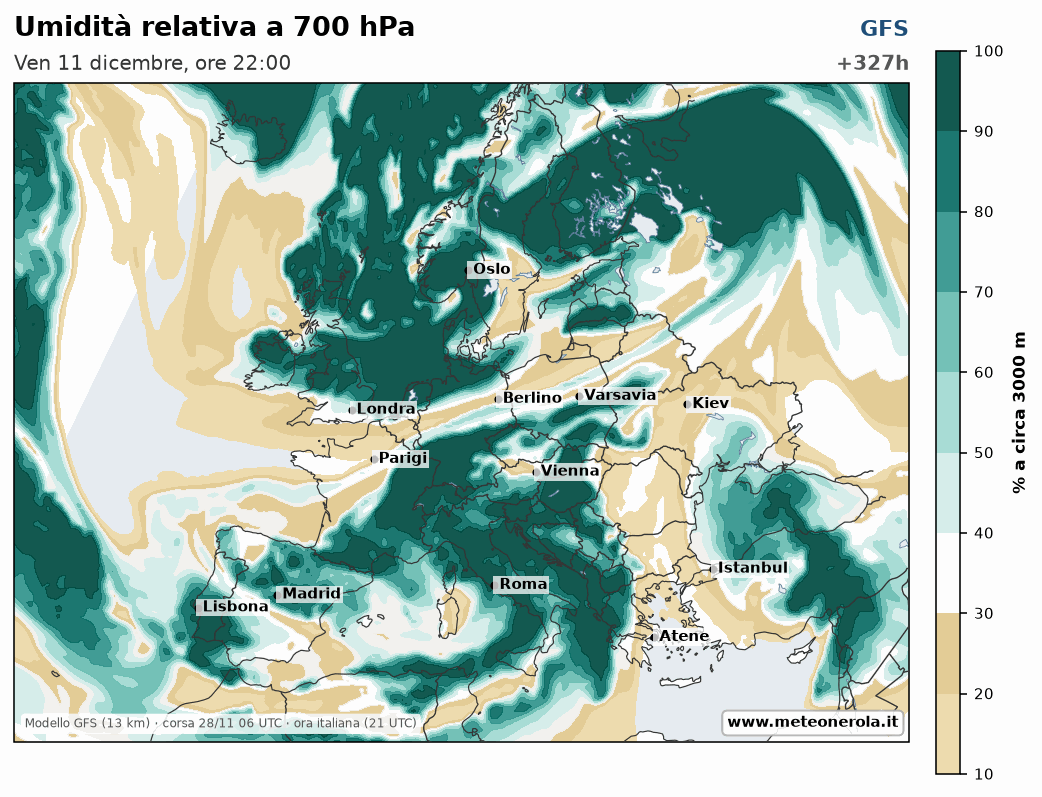 Umidità relativa a 700 hPa
GFS
Ven 11 dicembre, ore 22:00
+327h
100
90
80
70
60
50
40
30
20
10
% a circa 3000 m
Oslo
Londra
Berlino
Varsavia
Kiev
Parigi
Vienna
Istanbul
Roma
Madrid
Lisbona
Atene
Modello GFS (13 km) · corsa 28/11 06 UTC · ora italiana (21 UTC)
www.meteonerola.it